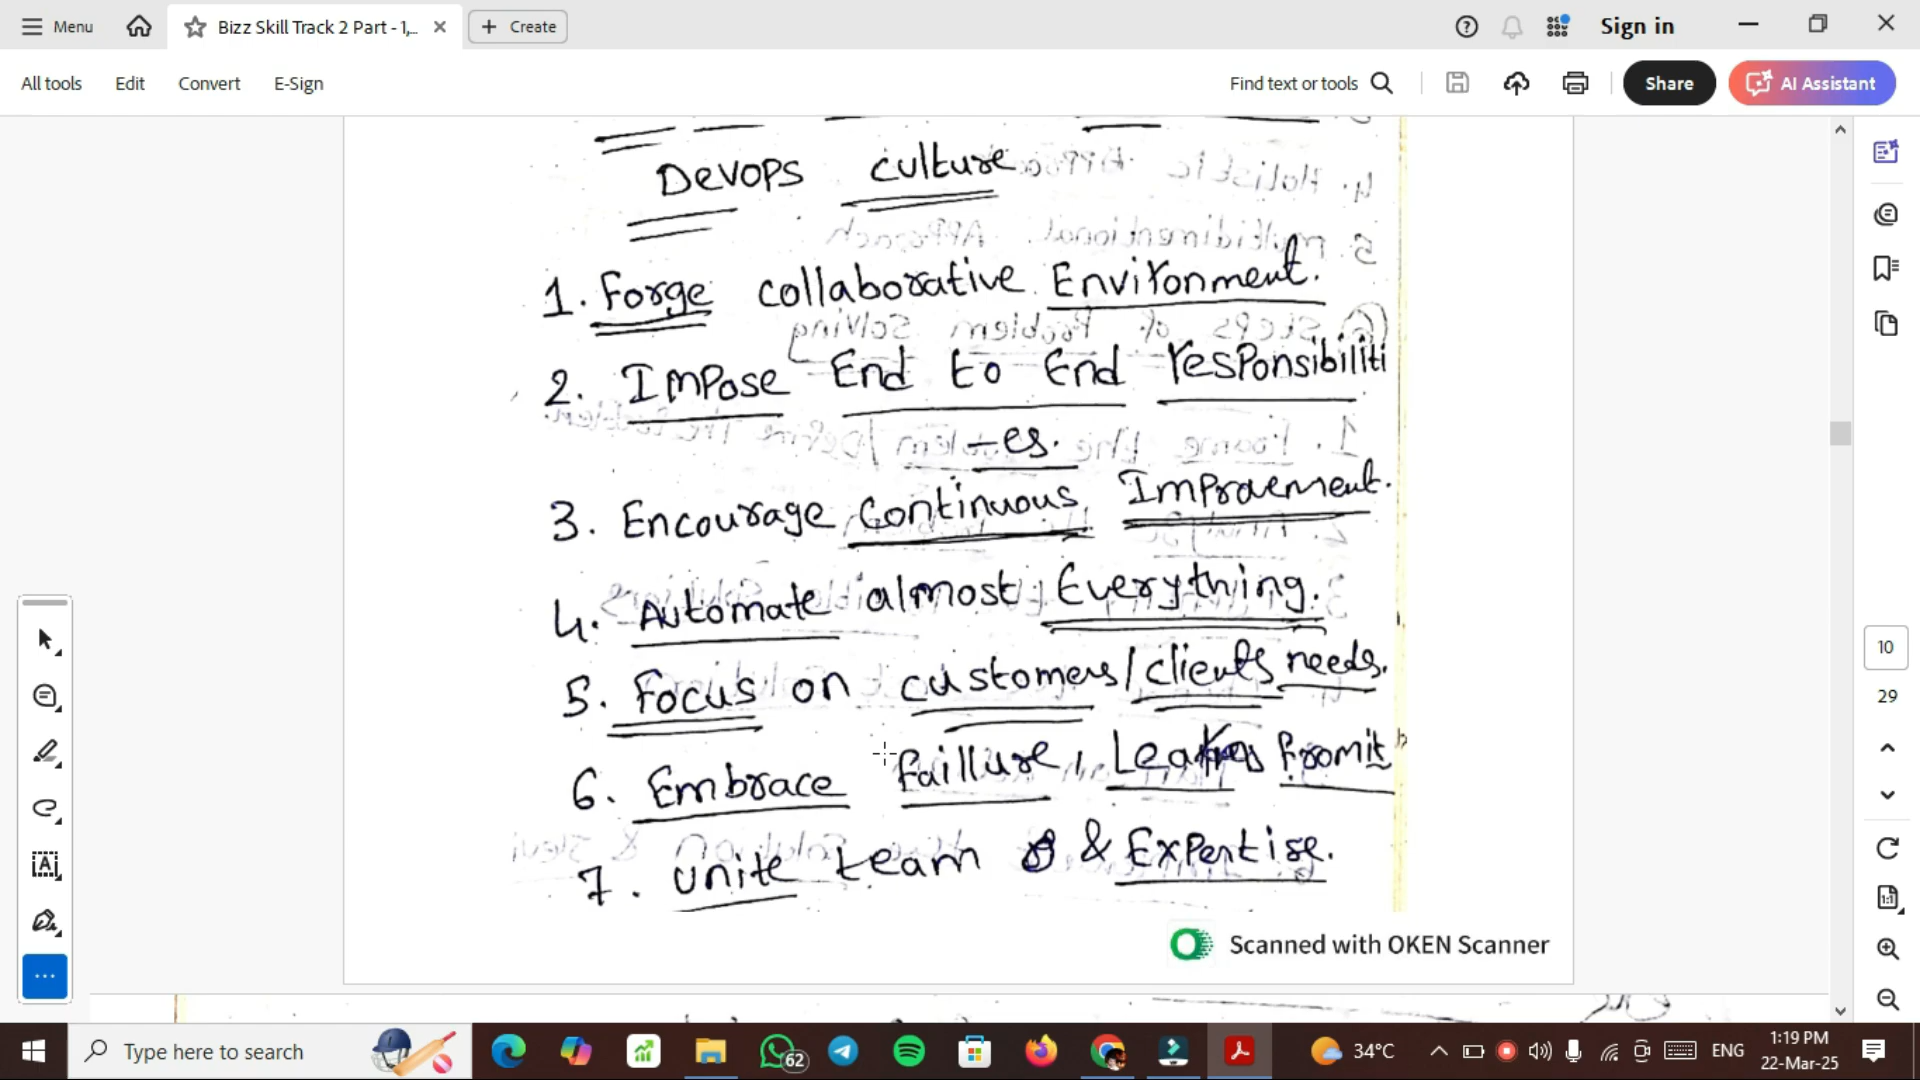 Menu
Bizz Skill Track 2 Part - 1,...
Create
Sign in
All tools
Edit
Convert
E-Sign
Find text or tools
Share
AI Assistant
DevOPS culture
1. Forge collaborative Environment.
2. Impose End to End responsibiliti
-es.
3. Encourage continuous Improvement.
4. Automate almost Everything.
5. Focus on customers/clients needs.
6. Embrace faillure, Learn from it
7. unite team & Expertise.
Scanned with OKEN Scanner
10
29
Type here to search
62
34°C
ENG
1:19 PM
22-Mar-25